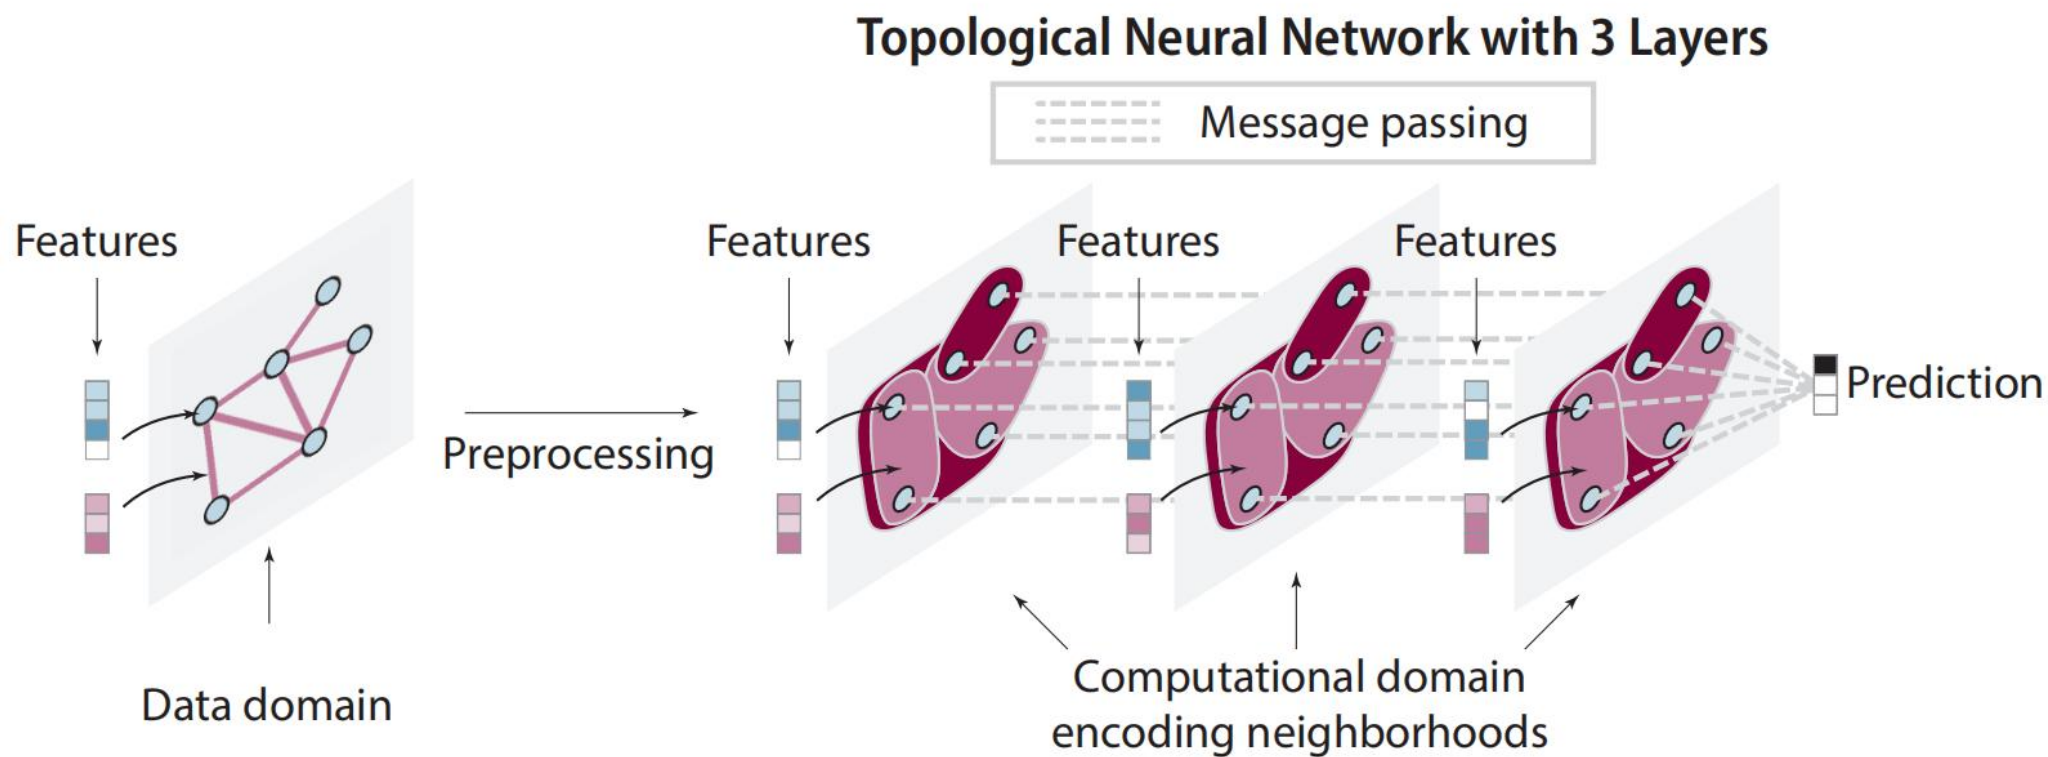 Topological Neural Network with 3 Layers
Message passing
Features
Features
Features
Features
Preprocessing
Prediction
Data domain
Computational domain
encoding neighborhoods